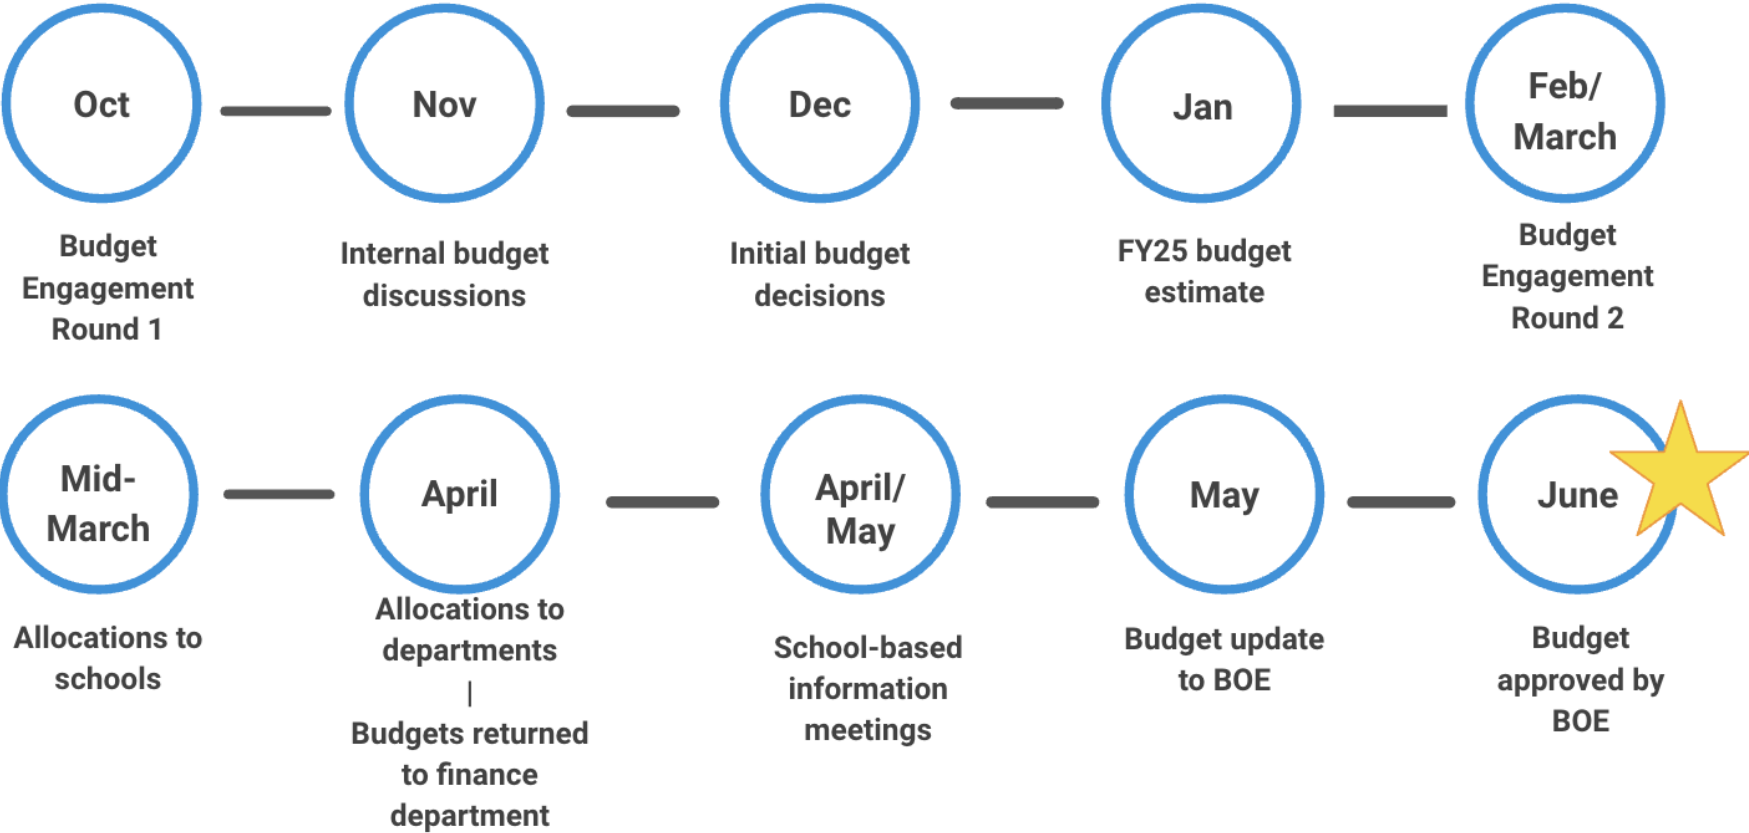 Oct
Nov
Dec
Jan
Feb/
March
Budget
Engagement
Round 1
Internal budget
discussions
Initial budget
decisions
FY25 budget
estimate
Budget
Engagement
Round 2
Mid-
March
April
April/
May
May
June
Allocations to
schools
Allocations to
departments
|
Budgets returned
to finance
department
School-based
information
meetings
Budget update
to BOE
Budget
approved by
BOE